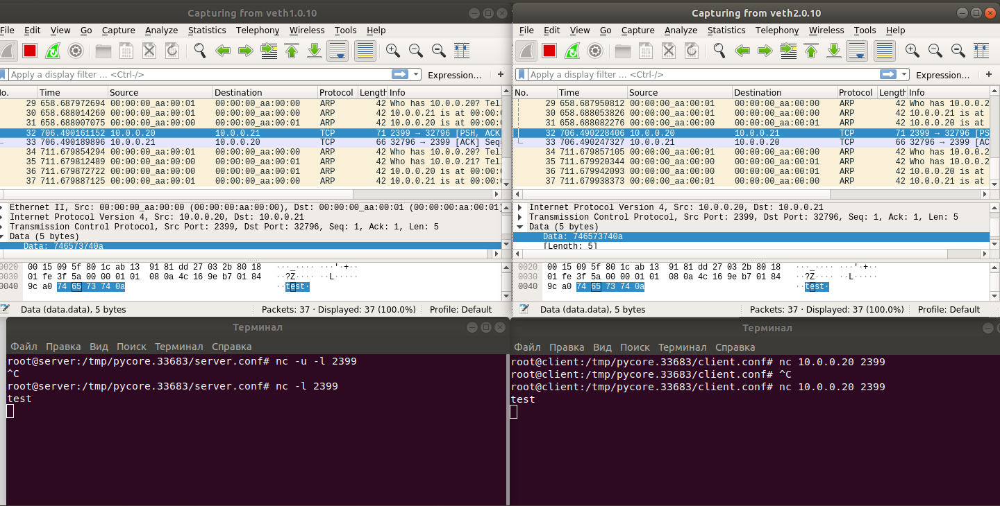 Capturing from veth1.0.10
File Edit View Go Capture Analyze Statistics Telephony Wireless Tools Help
Apply a display filter ... <Ctrl-/> Expression... +
No. Time Source Destination Protocol Length Info
29 658.687972694 00:00:00_aa:00:01 00:00:00_aa:00:00 ARP 42 Who has 10.0.0.20? Tel
30 658.688014260 00:00:00_aa:00:00 00:00:00_aa:00:01 ARP 42 10.0.0.20 is at 00:00:
31 658.688007075 00:00:00_aa:00:01 00:00:00_aa:00:00 ARP 42 10.0.0.21 is at 00:00:
32 706.490161152 10.0.0.20 10.0.0.21 TCP 71 2399 → 32796 [PSH, ACK
33 706.490189896 10.0.0.21 10.0.0.20 TCP 66 32796 → 2399 [ACK] Seq=
34 711.679854294 00:00:00_aa:00:01 00:00:00_aa:00:00 ARP 42 Who has 10.0.0.20? Tel
35 711.679812489 00:00:00_aa:00:00 00:00:00_aa:00:01 ARP 42 Who has 10.0.0.21? Tel
36 711.679872722 00:00:00_aa:00:00 00:00:00_aa:00:01 ARP 42 10.0.0.20 is at 00:00:
37 711.679887125 00:00:00_aa:00:01 00:00:00_aa:00:00 ARP 42 10.0.0.21 is at 00:00:
Ethernet II, Src: 00:00:00_aa:00:00 (00:00:00:aa:00:00), Dst: 00:00:00_aa:00:01 (00:00:00:aa:00:01)
Internet Protocol Version 4, Src: 10.0.0.20, Dst: 10.0.0.21
Transmission Control Protocol, Src Port: 2399, Dst Port: 32796, Seq: 1, Ack: 1, Len: 5
Data (5 bytes)
Data: 746573740a
0020 00 15 09 5f 80 1c ab 13 91 81 dd 27 03 2b 80 18 ···_···· ···'·+··
0030 01 fe 3f 5a 00 00 01 01 08 0a 4c 16 9e b7 01 84 ··?Z···· ··L·····
0040 9c a0 74 65 73 74 0a ··test·
Data (data.data), 5 bytes Packets: 37 · Displayed: 37 (100.0%) Profile: Default
Capturing from veth2.0.10
File Edit View Go Capture Analyze Statistics Telephony Wireless Tools Help
Apply a display filter ... <Ctrl-/> Expression... +
No. Time Source Destination Protocol Length Info
29 658.687950812 00:00:00_aa:00:01 00:00:00_aa:00:00 ARP 42 Who has 10.0.0.2
30 658.688053826 00:00:00_aa:00:00 00:00:00_aa:00:01 ARP 42 10.0.0.20 is at
31 658.688082276 00:00:00_aa:00:01 00:00:00_aa:00:00 ARP 42 10.0.0.21 is at
32 706.490228406 10.0.0.20 10.0.0.21 TCP 71 2399 → 32796 [PS
33 706.490247327 10.0.0.21 10.0.0.20 TCP 66 32796 → 2399 [AC
34 711.679857105 00:00:00_aa:00:01 00:00:00_aa:00:00 ARP 42 Who has 10.0.0.2
35 711.679920344 00:00:00_aa:00:00 00:00:00_aa:00:01 ARP 42 Who has 10.0.0.2
36 711.679942093 00:00:00_aa:00:00 00:00:00_aa:00:01 ARP 42 10.0.0.20 is at
37 711.679938373 00:00:00_aa:00:01 00:00:00_aa:00:00 ARP 42 10.0.0.21 is at
Internet Protocol Version 4, Src: 10.0.0.20, Dst: 10.0.0.21
Transmission Control Protocol, Src Port: 2399, Dst Port: 32796, Seq: 1, Ack: 1, Len: 5
Data (5 bytes)
Data: 746573740a
[Length: 5]
0020 00 15 09 5f 80 1c ab 13 91 81 dd 27 03 2b 80 18 ···_···· ···'·+··
0030 01 fe 3f 5a 00 00 01 01 08 0a 4c 16 9e b7 01 84 ··?Z···· ··L·····
0040 9c a0 74 65 73 74 0a ··test·
Data (data.data), 5 bytes Packets: 37 · Displayed: 37 (100.0%) Profile: Default
Терминал
Файл Правка Вид Поиск Терминал Справка
root@server:/tmp/pycore.33683/server.conf# nc -u -l 2399
^C
root@server:/tmp/pycore.33683/server.conf# nc -l 2399
test
Терминал
Файл Правка Вид Поиск Терминал Справка
root@client:/tmp/pycore.33683/client.conf# nc 10.0.0.20 2399
root@client:/tmp/pycore.33683/client.conf# ^C
root@client:/tmp/pycore.33683/client.conf# nc 10.0.0.20 2399
test